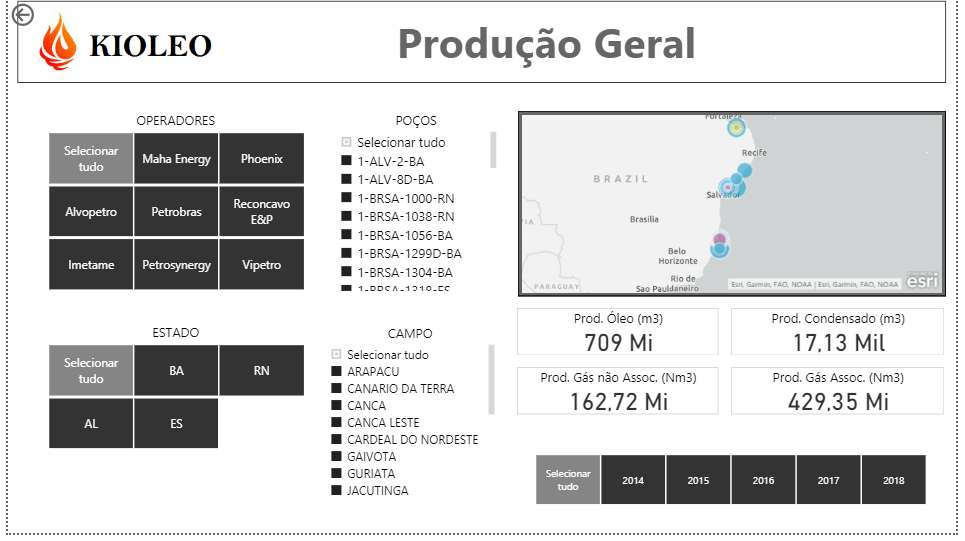 KIOLEO
Produção Geral
OPERADORES
Selecionar
tudo
Maha Energy
Phoenix
Alvopetro
Petrobras
Reconcavo
E&P
Imetame
Petrosynergy
Vipetro
POÇOS
Selecionar tudo
1-ALV-2-BA
1-ALV-8D-BA
1-BRSA-1000-RN
1-BRSA-1038-RN
1-BRSA-1056-BA
1-BRSA-1299D-BA
1-BRSA-1304-BA
1-BRSA-1318-ES
Fortaleza
Recife
BRAZIL
Salvador
Brasília
Belo
Horizonte
Rio de
Sao Paulo
Janeiro
PARAGUAY
Esri, Garmin, FAO, NOAA | Esri, Garmin, FAO, NOAA
esri
ESTADO
Selecionar
tudo
BA
RN
AL
ES
CAMPO
Selecionar tudo
ARAPACU
CANARIO DA TERRA
CANCA
CANCA LESTE
CARDEAL DO NORDESTE
GAIVOTA
GURIATA
JACUTINGA
Prod. Óleo (m3)
709 Mi
Prod. Condensado (m3)
17,13 Mil
Prod. Gás não Assoc. (Nm3)
162,72 Mi
Prod. Gás Assoc. (Nm3)
429,35 Mi
Selecionar
tudo
2014
2015
2016
2017
2018